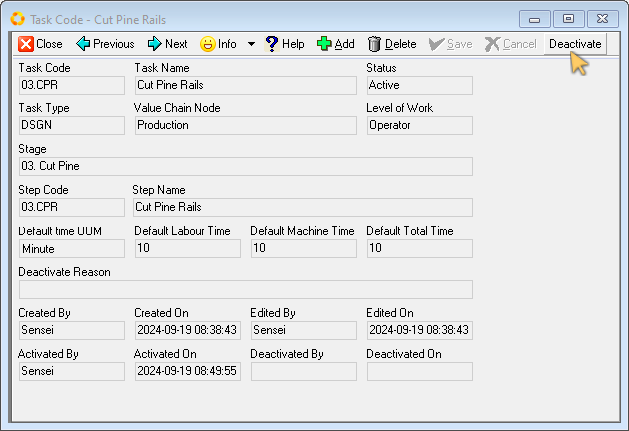 Task Code - Cut Pine Rails
Close Previous Next Info Help Add Delete Save Cancel Deactivate
Task Code Task Name Status
03.CPR Cut Pine Rails Active
Task Type Value Chain Node Level of Work
DSGN Production Operator
Stage
03. Cut Pine
Step Code Step Name
03.CPR Cut Pine Rails
Default time UUM Default Labour Time Default Machine Time Default Total Time
Minute 10 10 10
Deactivate Reason
Created By Created On Edited By Edited On
Sensei 2024-09-19 08:38:43 Sensei 2024-09-19 08:38:43
Activated By Activated On Deactivated By Deactivated On
Sensei 2024-09-19 08:49:55